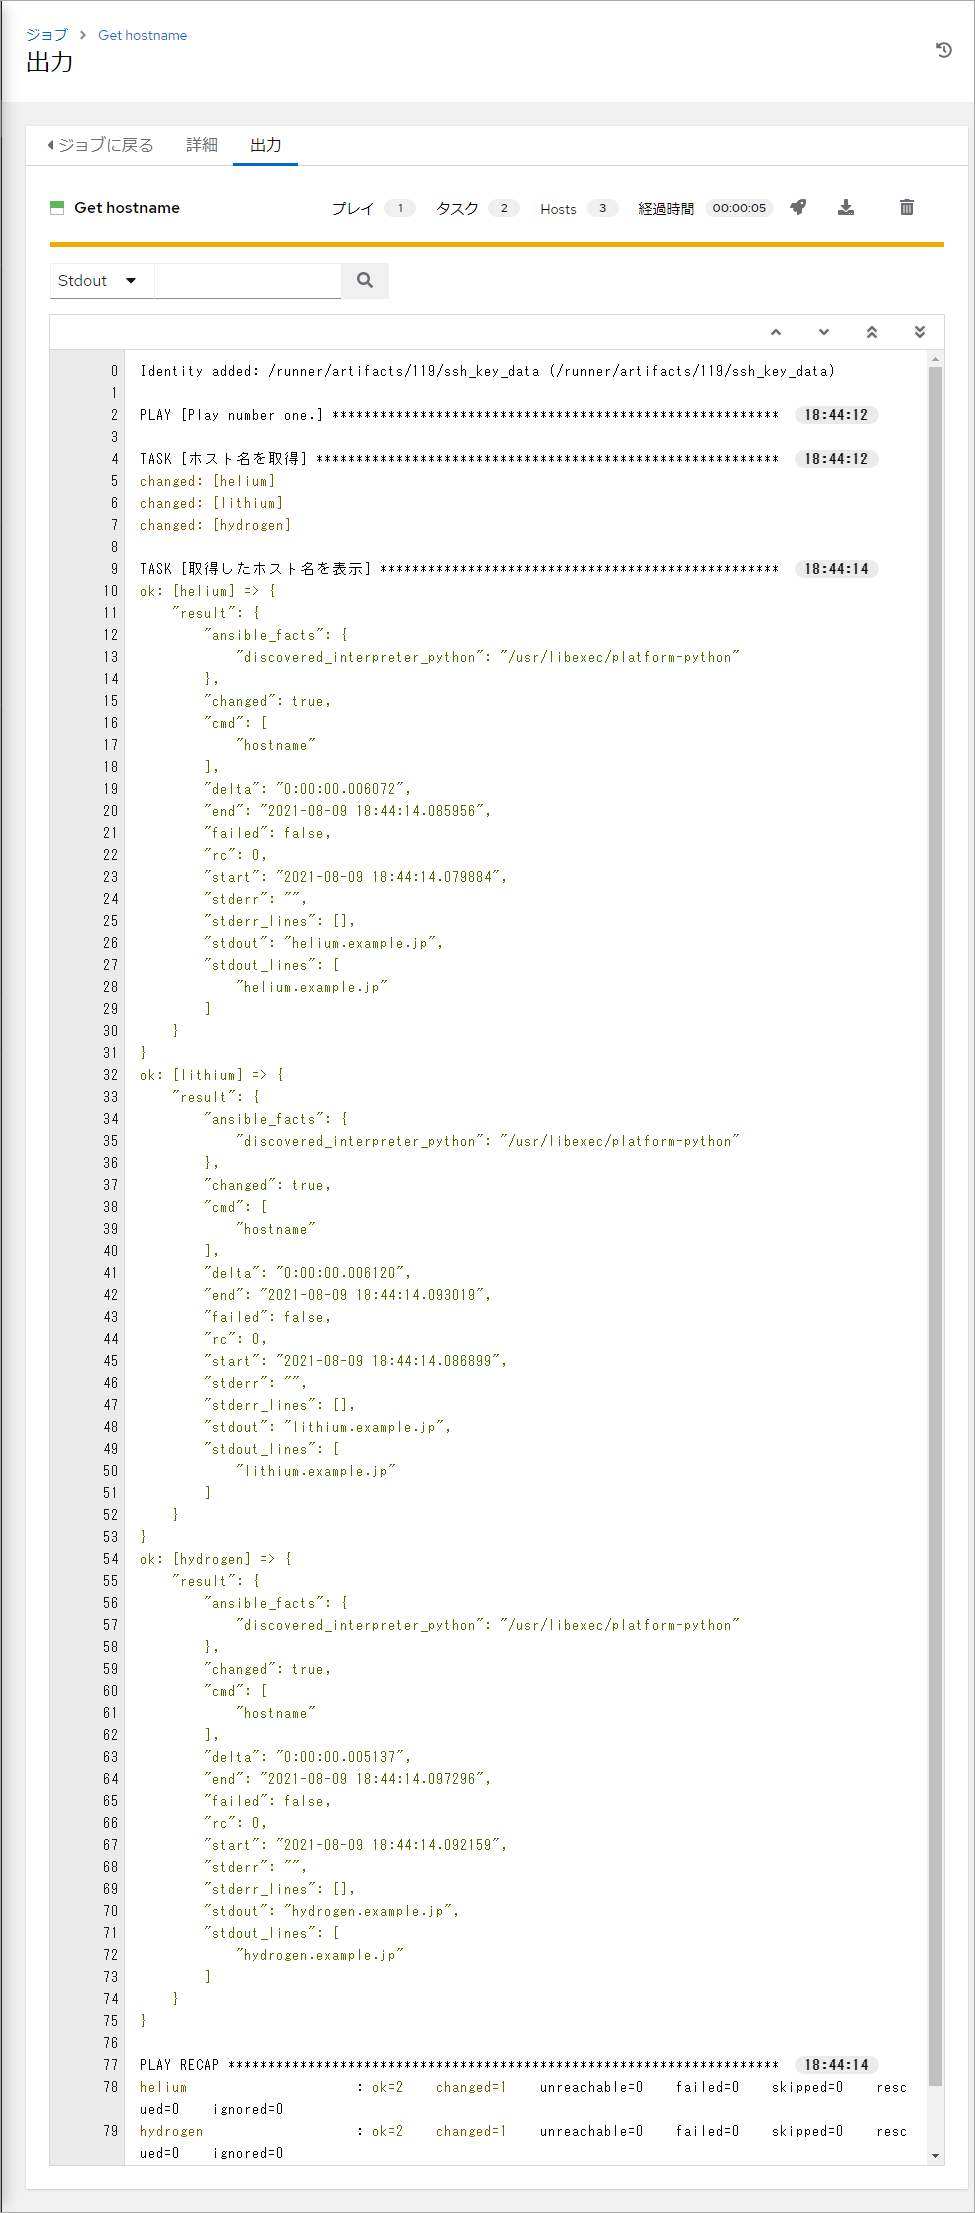 ジョブ > Get hostname
出力
ジョブに戻る 詳細 出力
Get hostname プレイ 1 タスク 2 Hosts 3 経過時間 00:00:05
Stdout
0 Identity added: /runner/artifacts/119/ssh_key_data (/runner/artifacts/119/ssh_key_data)
1
2 PLAY [Play number one.] ******************************************************** 18:44:12
3
4 TASK [ホスト名を取得] ********************************************************** 18:44:12
5 changed: [helium]
6 changed: [lithium]
7 changed: [hydrogen]
8
9 TASK [取得したホスト名を表示] ************************************************** 18:44:14
10 ok: [helium] => {
11     "result": {
12         "ansible_facts": {
13             "discovered_interpreter_python": "/usr/libexec/platform-python"
14         },
15         "changed": true,
16         "cmd": [
17             "hostname"
18         ],
19         "delta": "0:00:00.006072",
20         "end": "2021-08-09 18:44:14.085956",
21         "failed": false,
22         "rc": 0,
23         "start": "2021-08-09 18:44:14.079884",
24         "stderr": "",
25         "stderr_lines": [],
26         "stdout": "helium.example.jp",
27         "stdout_lines": [
28             "helium.example.jp"
29         ]
30     }
31 }
32 ok: [lithium] => {
33     "result": {
34         "ansible_facts": {
35             "discovered_interpreter_python": "/usr/libexec/platform-python"
36         },
37         "changed": true,
38         "cmd": [
39             "hostname"
40         ],
41         "delta": "0:00:00.006120",
42         "end": "2021-08-09 18:44:14.093019",
43         "failed": false,
44         "rc": 0,
45         "start": "2021-08-09 18:44:14.086899",
46         "stderr": "",
47         "stderr_lines": [],
48         "stdout": "lithium.example.jp",
49         "stdout_lines": [
50             "lithium.example.jp"
51         ]
52     }
53 }
54 ok: [hydrogen] => {
55     "result": {
56         "ansible_facts": {
57             "discovered_interpreter_python": "/usr/libexec/platform-python"
58         },
59         "changed": true,
60         "cmd": [
61             "hostname"
62         ],
63         "delta": "0:00:00.005137",
64         "end": "2021-08-09 18:44:14.097296",
65         "failed": false,
66         "rc": 0,
67         "start": "2021-08-09 18:44:14.092159",
68         "stderr": "",
69         "stderr_lines": [],
70         "stdout": "hydrogen.example.jp",
71         "stdout_lines": [
72             "hydrogen.example.jp"
73         ]
74     }
75 }
76
77 PLAY RECAP ********************************************************************* 18:44:14
78 helium                     : ok=2    changed=1    unreachable=0    failed=0    skipped=0    resc
ued=0    ignored=0
79 hydrogen                   : ok=2    changed=1    unreachable=0    failed=0    skipped=0    resc
ued=0    ignored=0